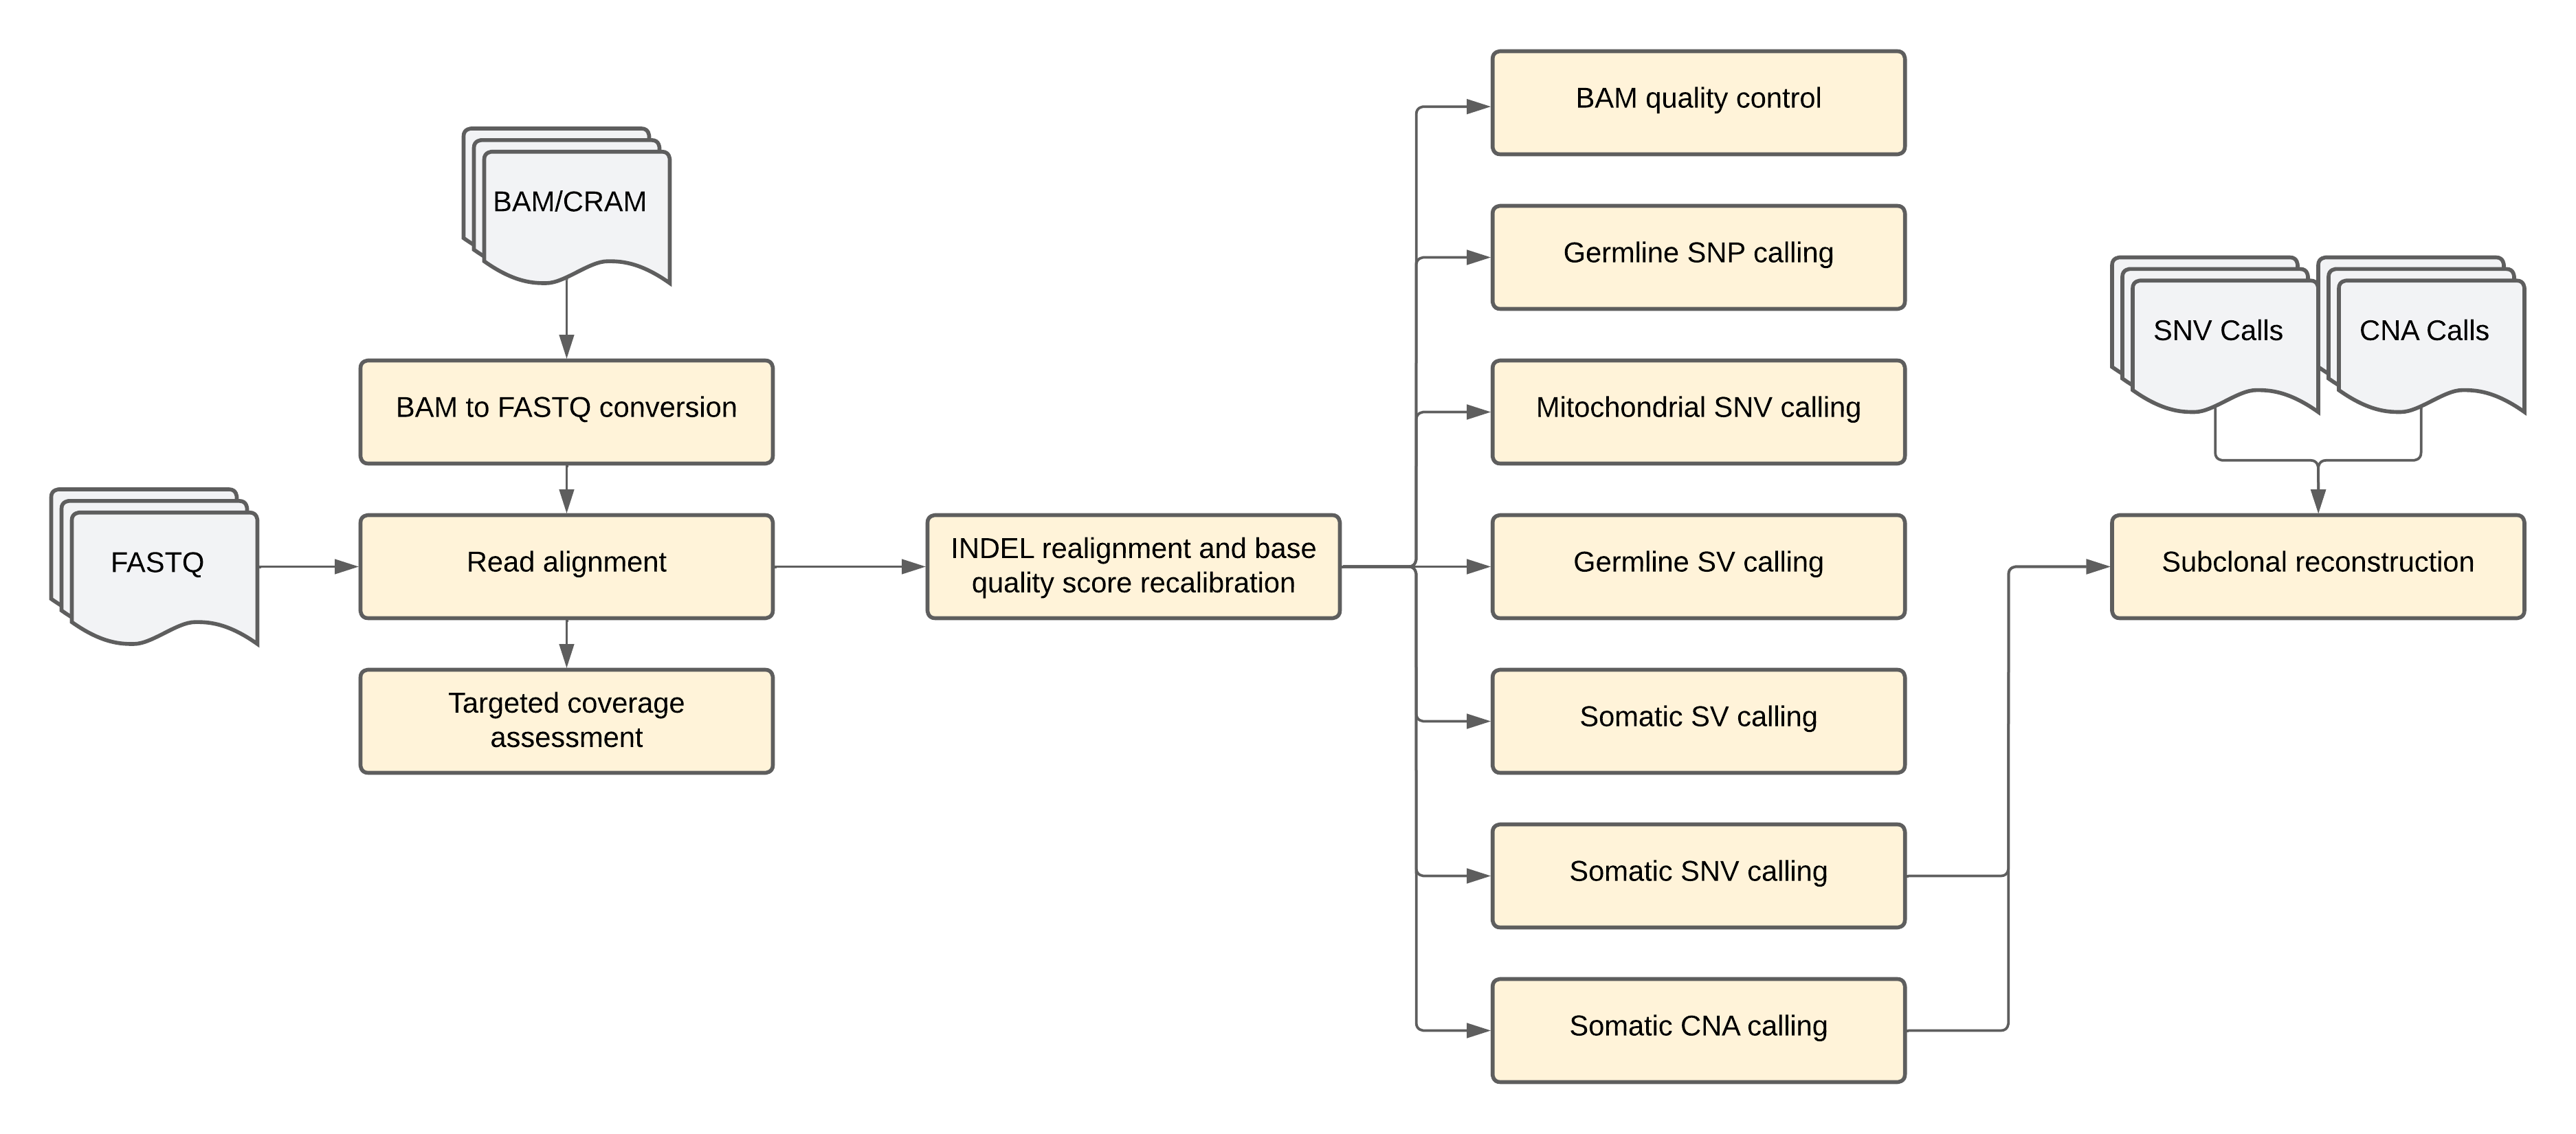 FASTQ
BAM/CRAM
BAM to FASTQ conversion
Read alignment
Targeted coverage
assessment
INDEL realignment and base
quality score recalibration
BAM quality control
Germline SNP calling
Mitochondrial SNV calling
Germline SV calling
Somatic SV calling
Somatic SNV calling
Somatic CNA calling
SNV Calls
CNA Calls
Subclonal reconstruction